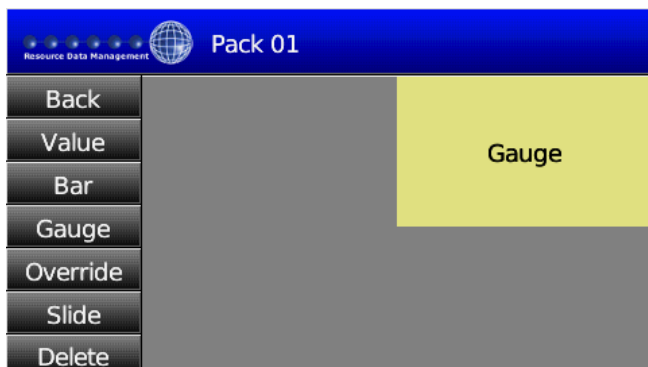 Resource Data Management
Pack 01
Back
Value
Gauge
Bar
Gauge
Override
Slide
Delete